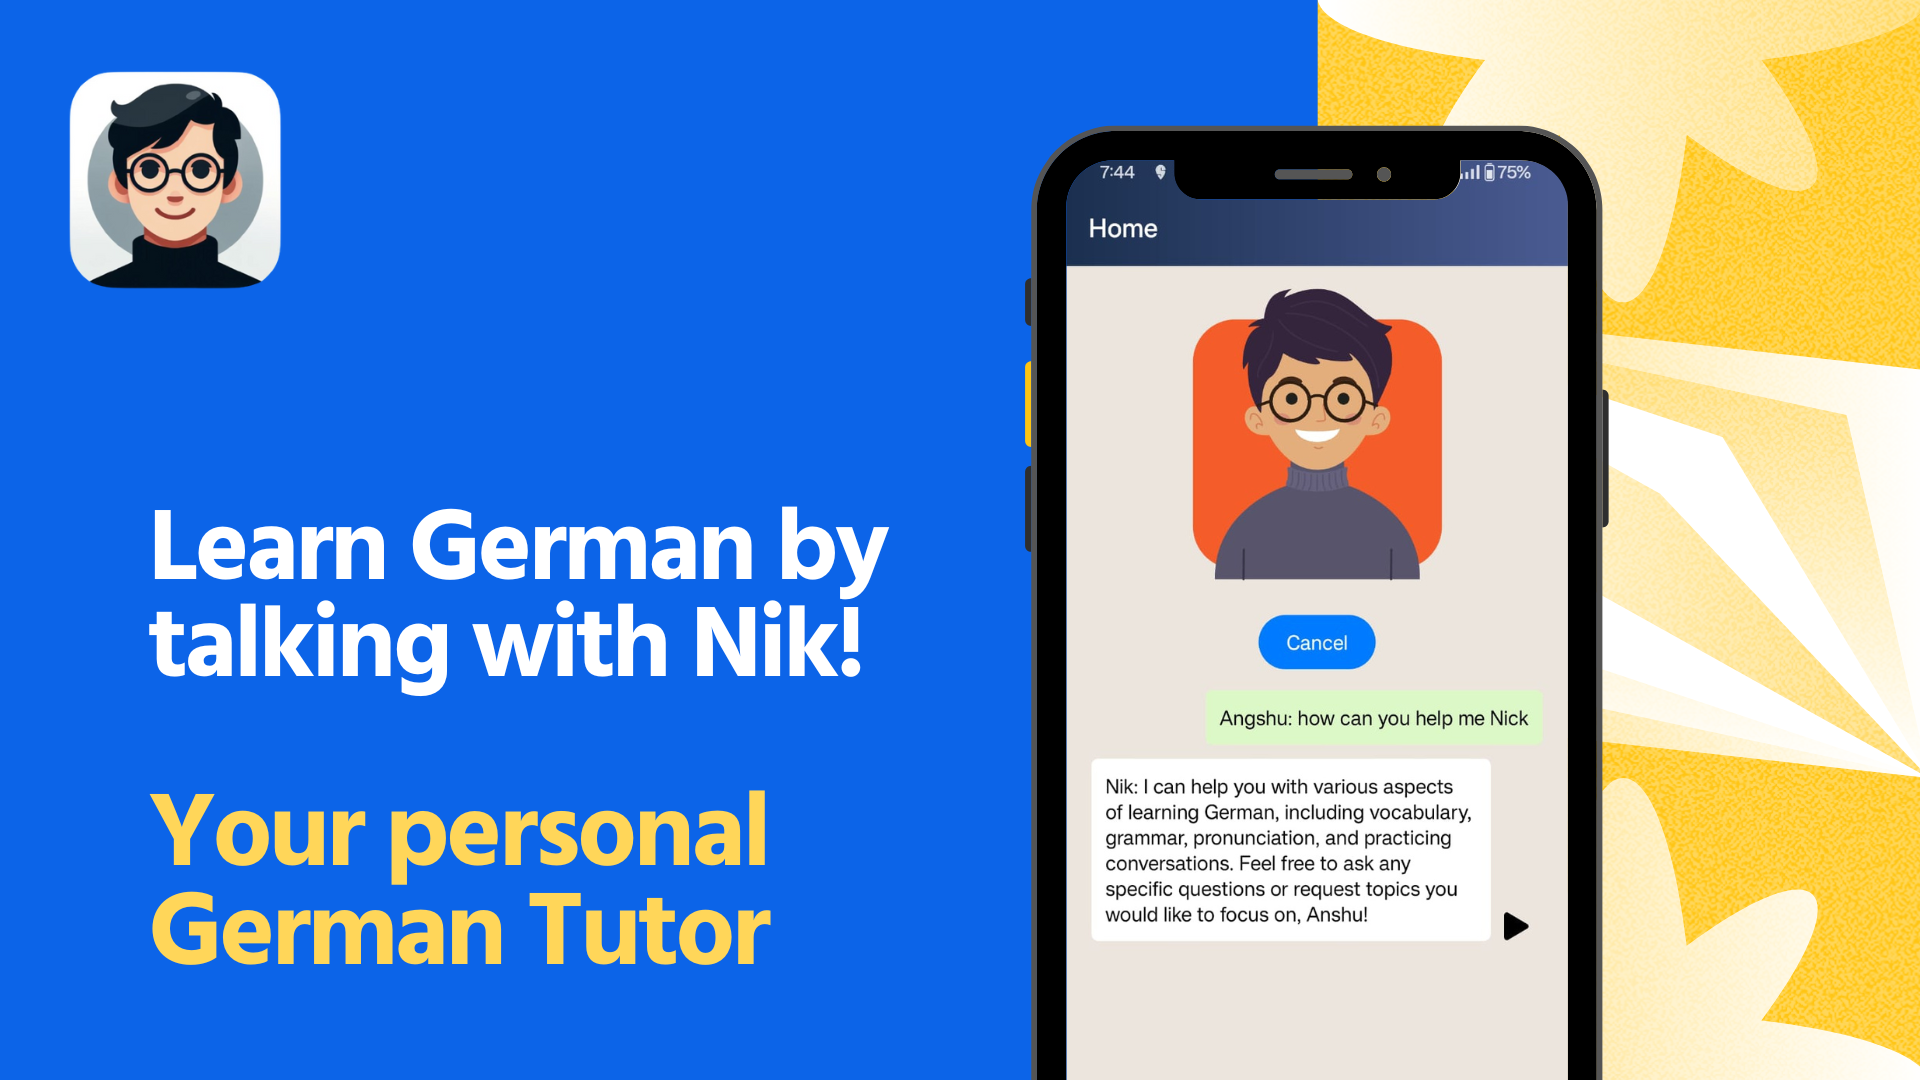 Learn German by
talking with Nik!
Your personal
German Tutor
7:44
75%
Home
Cancel
Angshu: how can you help me Nick
Nik: I can help you with various aspects
of learning German, including vocabulary,
grammar, pronunciation, and practicing
conversations. Feel free to ask any
specific questions or request topics you
would like to focus on, Anshu!